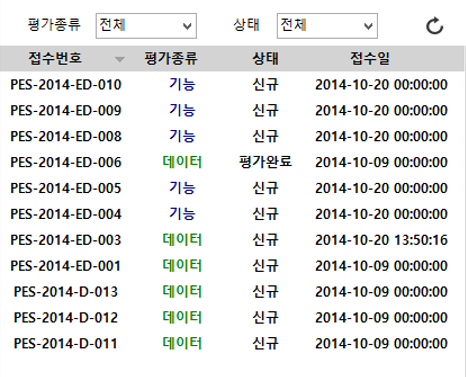 평가종류 전체 상태 전체
접수번호 평가종류 상태 접수일
PES-2014-ED-010 기능 신규 2014-10-20 00:00:00
PES-2014-ED-009 기능 신규 2014-10-20 00:00:00
PES-2014-ED-008 기능 신규 2014-10-20 00:00:00
PES-2014-ED-006 데이터 평가완료 2014-10-09 00:00:00
PES-2014-ED-005 기능 신규 2014-10-20 00:00:00
PES-2014-ED-004 기능 신규 2014-10-20 00:00:00
PES-2014-ED-003 데이터 신규 2014-10-20 13:50:16
PES-2014-ED-001 데이터 신규 2014-10-09 00:00:00
PES-2014-D-013 데이터 신규 2014-10-09 00:00:00
PES-2014-D-012 데이터 신규 2014-10-09 00:00:00
PES-2014-D-011 데이터 신규 2014-10-09 00:00:00